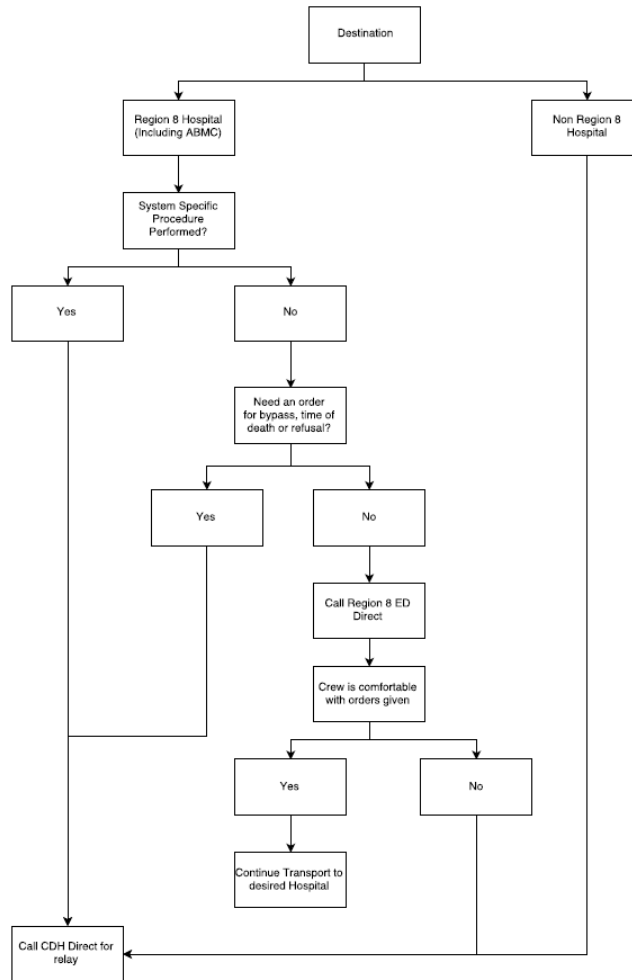 Destination
Region 8 Hospital
(Including ABMC)
Non Region 8
Hospital
System Specific
Procedure
Performed?
Yes
No
Need an order
for bypass, time of
death or refusal?
Yes
No
Call Region 8 ED
Direct
Crew is comfortable
with orders given
Yes
No
Continue Transport to
desired Hospital
Call CDH Direct for
relay